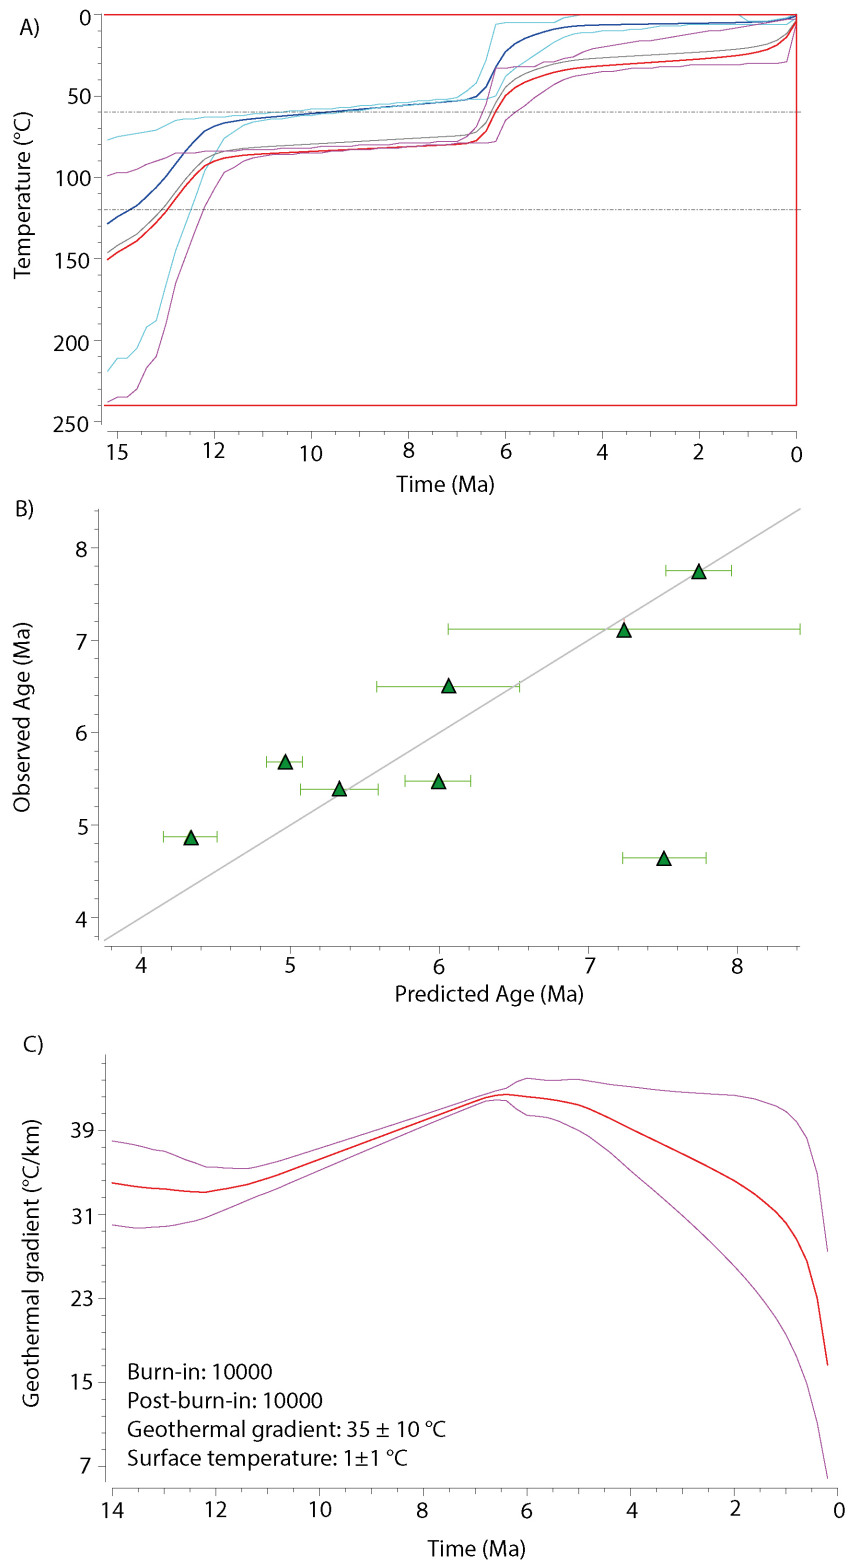 A)
0
50
100
150
200
250
Temperature (°C)
15
12
10
8
6
4
2
0
Time (Ma)
B)
8
7
6
5
4
Observed Age (Ma)
4
5
6
7
8
Predicted Age (Ma)
C)
39
31
23
15
7
Geothermal gradient (°C/km)
Burn-in: 10000
Post-burn-in: 10000
Geothermal gradient: 35 ± 10 °C
Surface temperature: 1±1 °C
14
12
10
8
6
4
2
0
Time (Ma)